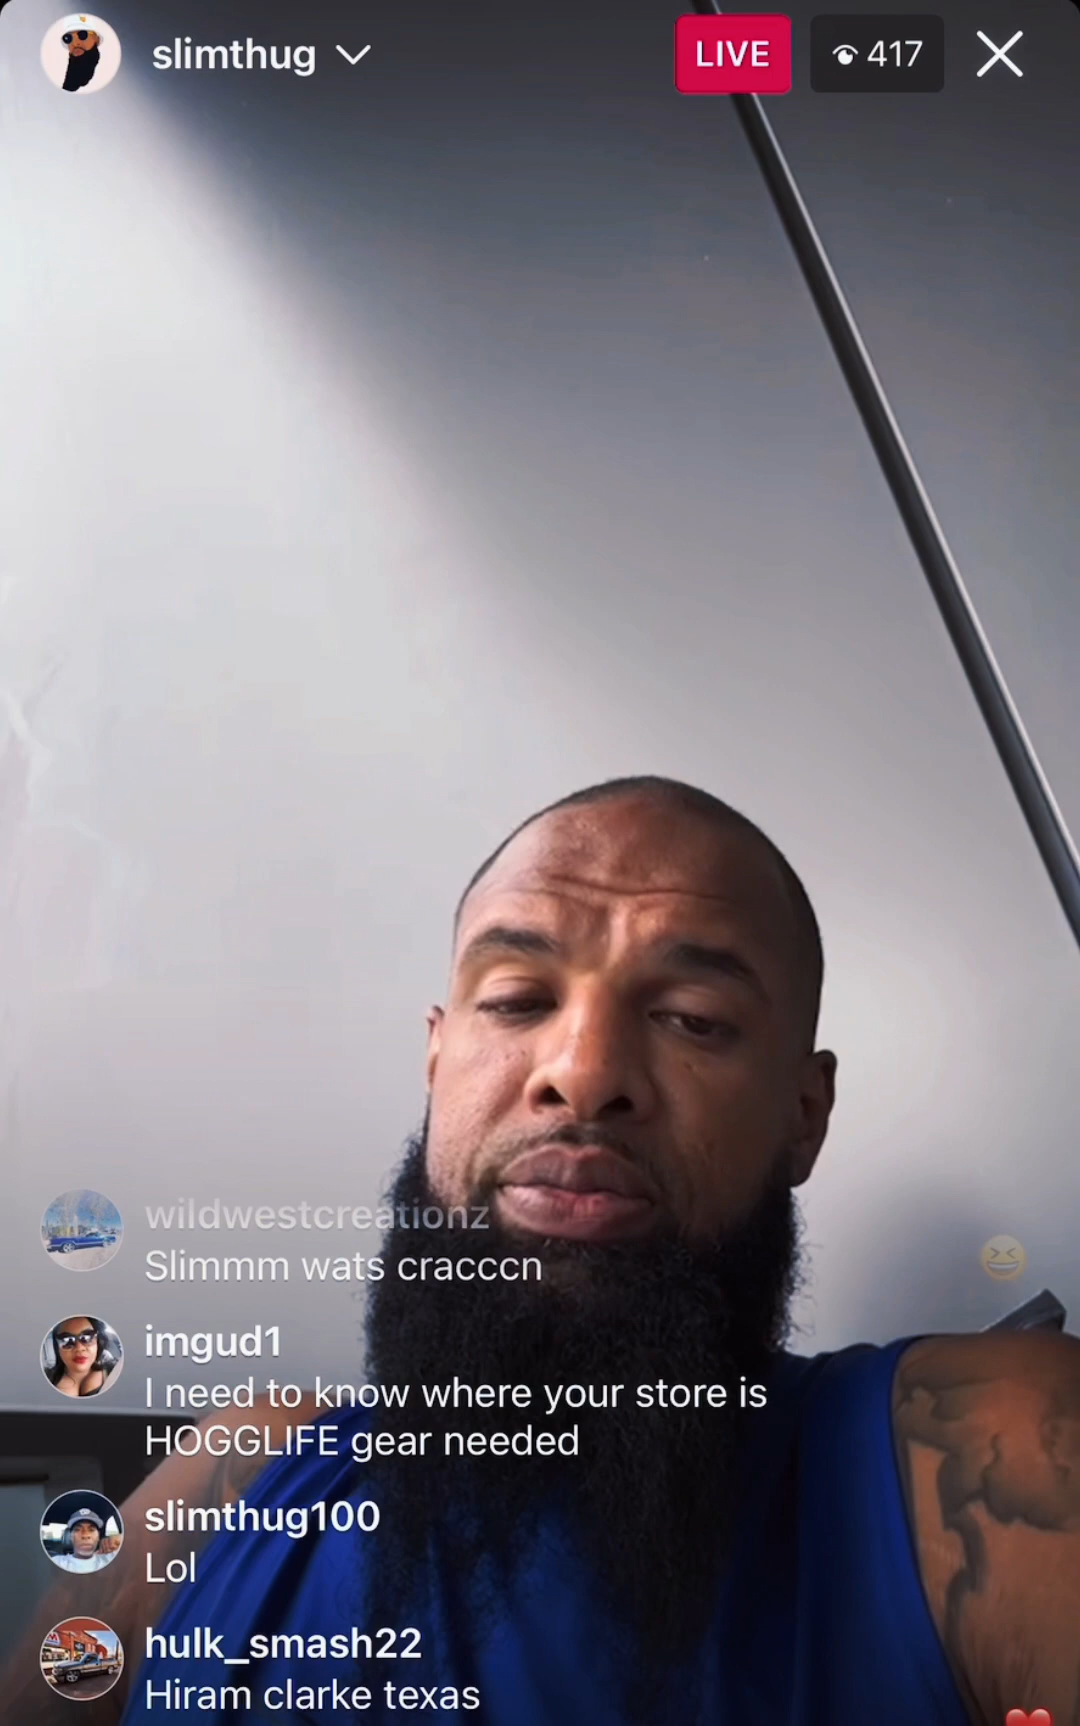 slimthug
LIVE
417
wildwestcreationz
Slimmm wats cracccn
imgud1
I need to know where your store is
HOGGLIFE gear needed
slimthug100
Lol
hulk_smash22
Hiram clarke texas